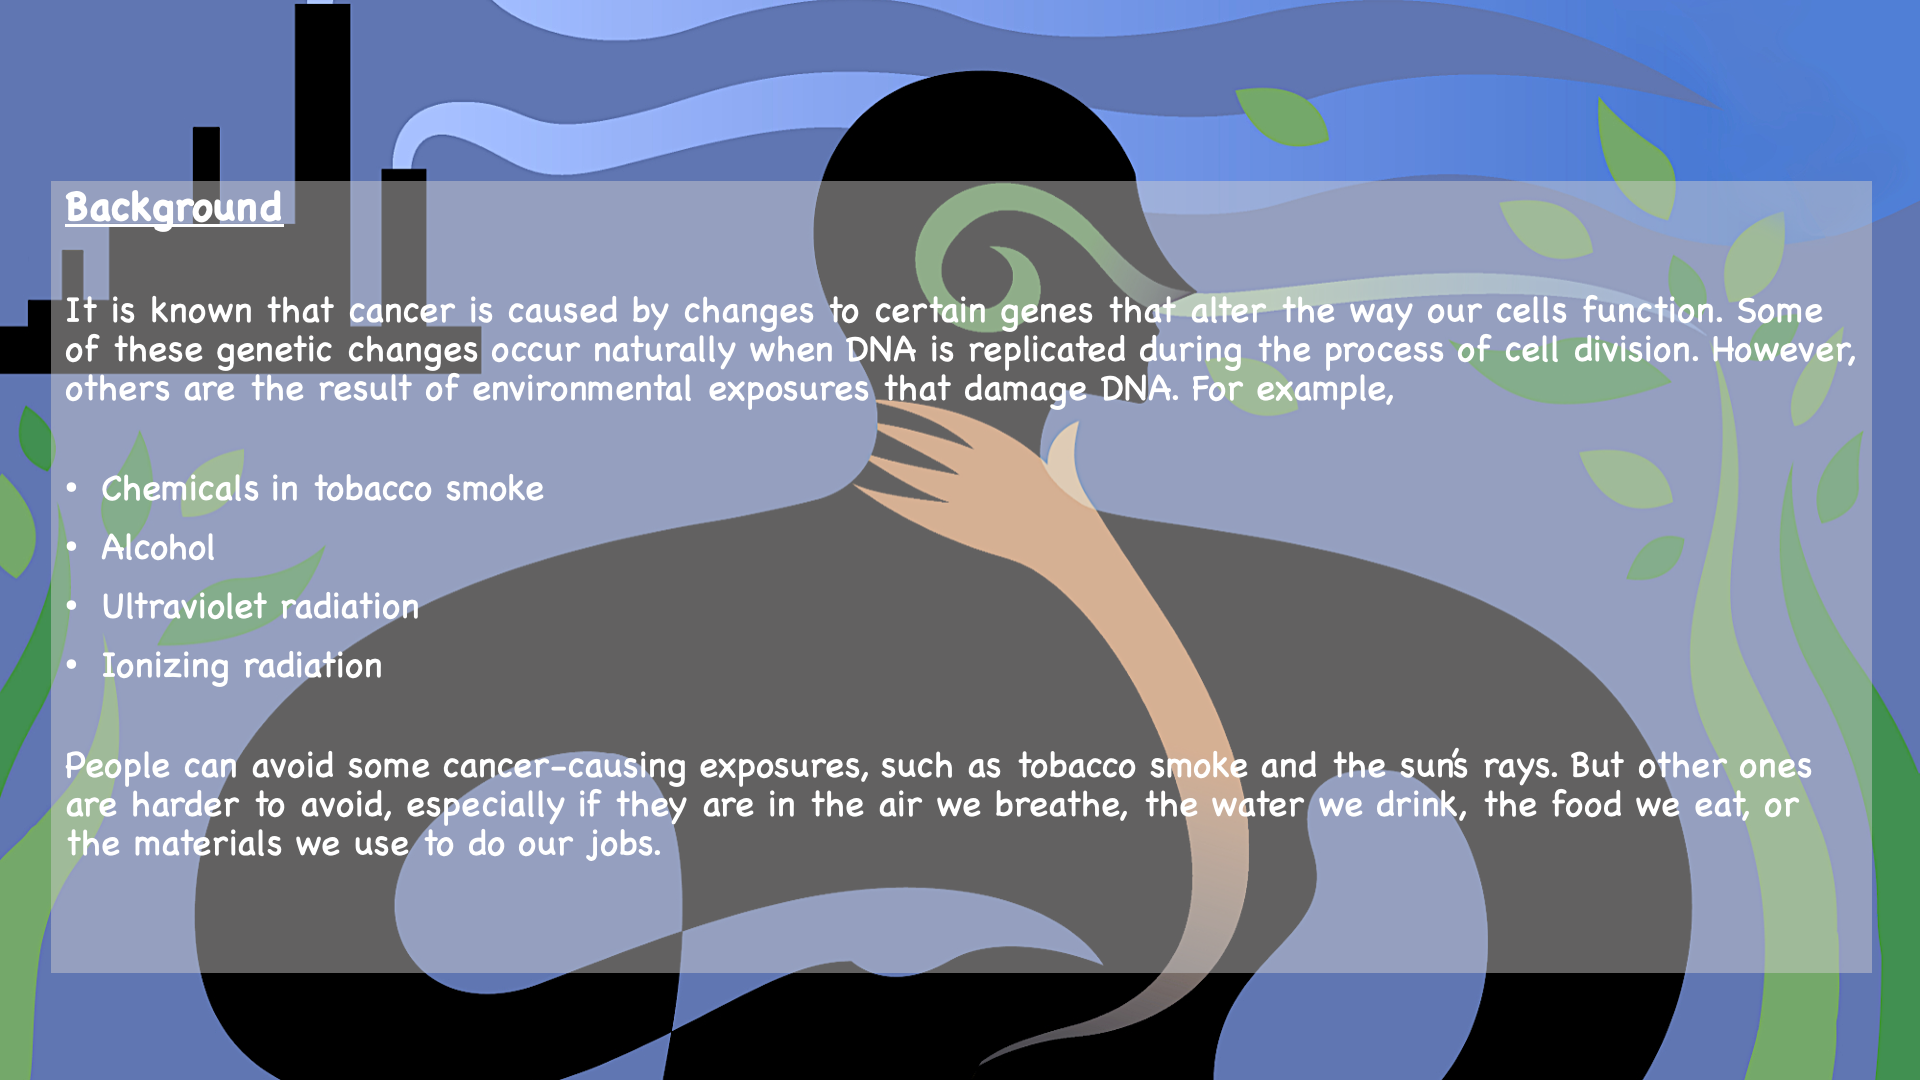 Background
It is known that cancer is caused by changes to certain genes that alter the way our cells function. Some
of these genetic changes occur naturally when DNA is replicated during the process of cell division. However,
others are the result of environmental exposures that damage DNA. For example,
• Chemicals in tobacco smoke
• Alcohol
• Ultraviolet radiation
• Ionizing radiation
People can avoid some cancer-causing exposures, such as tobacco smoke and the sun's rays. But other ones
are harder to avoid, especially if they are in the air we breathe, the water we drink, the food we eat, or
the materials we use to do our jobs.